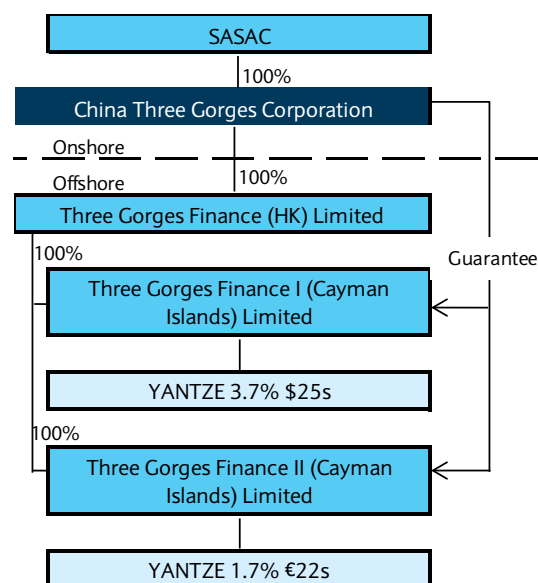 SASAC
100%
China Three Gorges Corporation
Onshore
Offshore
100%
Three Gorges Finance (HK) Limited
100%
Guarantee
Three Gorges Finance I (Cayman
Islands) Limited
YANTZE 3.7% $25s
100%
Three Gorges Finance II (Cayman
Islands) Limited
YANTZE 1.7% €22s